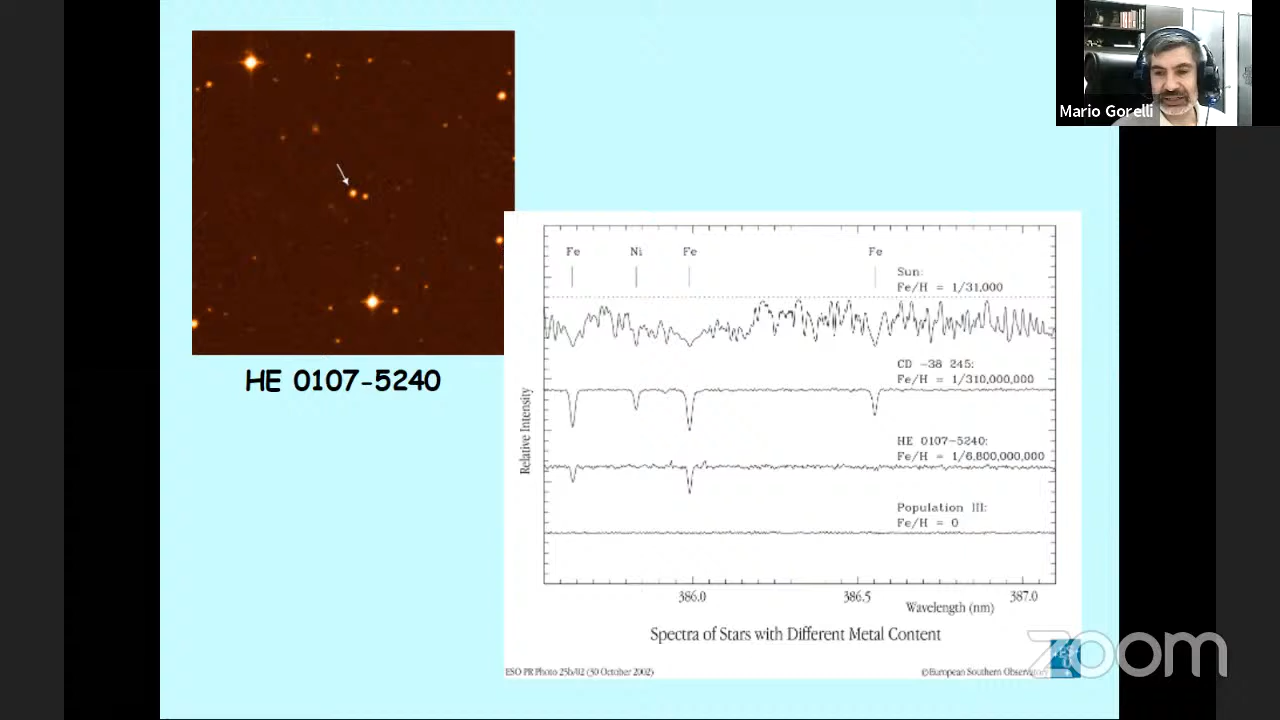 Mario Gorelli
HE 0107-5240
Fe Ni Fe Fe
Sun:
Fe/H = 1/31,000
CD -38 245:
Fe/H = 1/310,000,000
HE 0107-5240:
Fe/H = 1/6,800,000,000
Population III:
Fe/H = 0
Relative Intensity
386.0 386.5 387.0
Wavelength (nm)
Spectra of Stars with Different Metal Content
ESO PR Photo 25b/02 (30 October 2002)
©European Southern Observatory
zoom